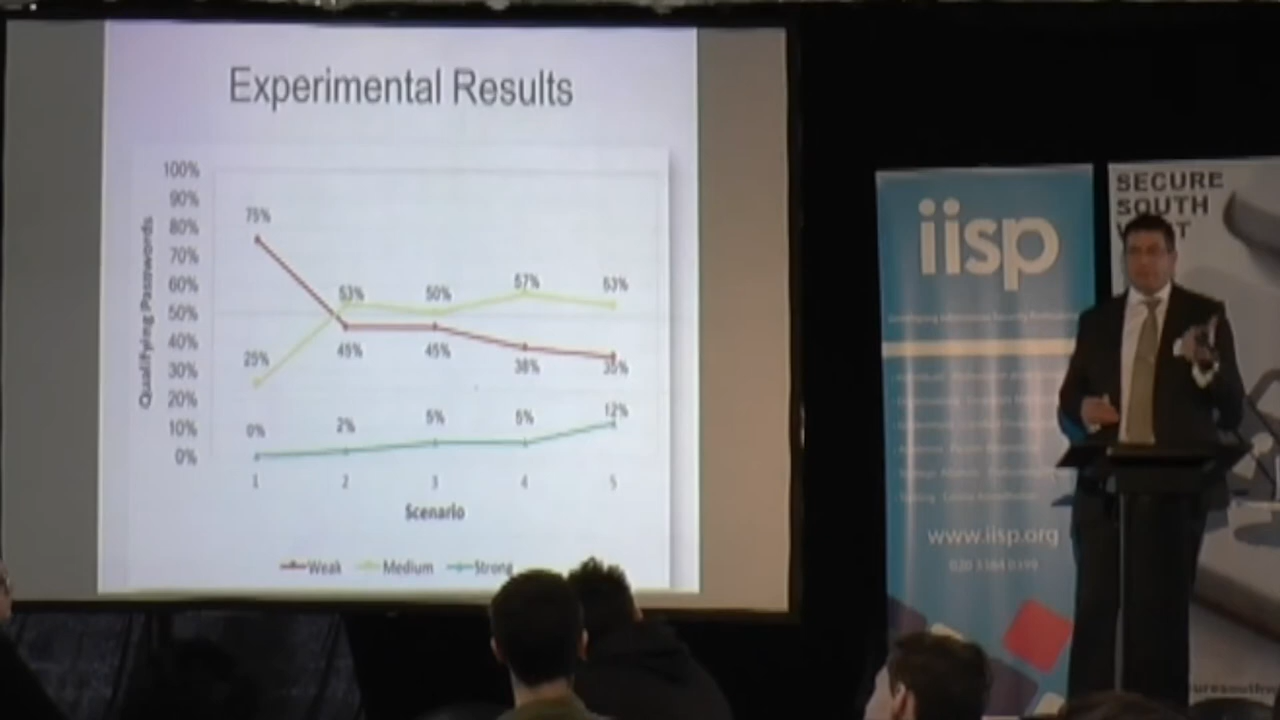 Experimental Results
100%
90%
80%
70%
60%
50%
40%
30%
20%
10%
0%
Qualifying Passwords
75%
53%
50%
57%
53%
25%
45%
45%
38%
35%
0%
2%
5%
5%
12%
1 2 3 4 5
Scenario
Weak Medium Strong
iisp
www.iisp.org
SECURE
SOUTH